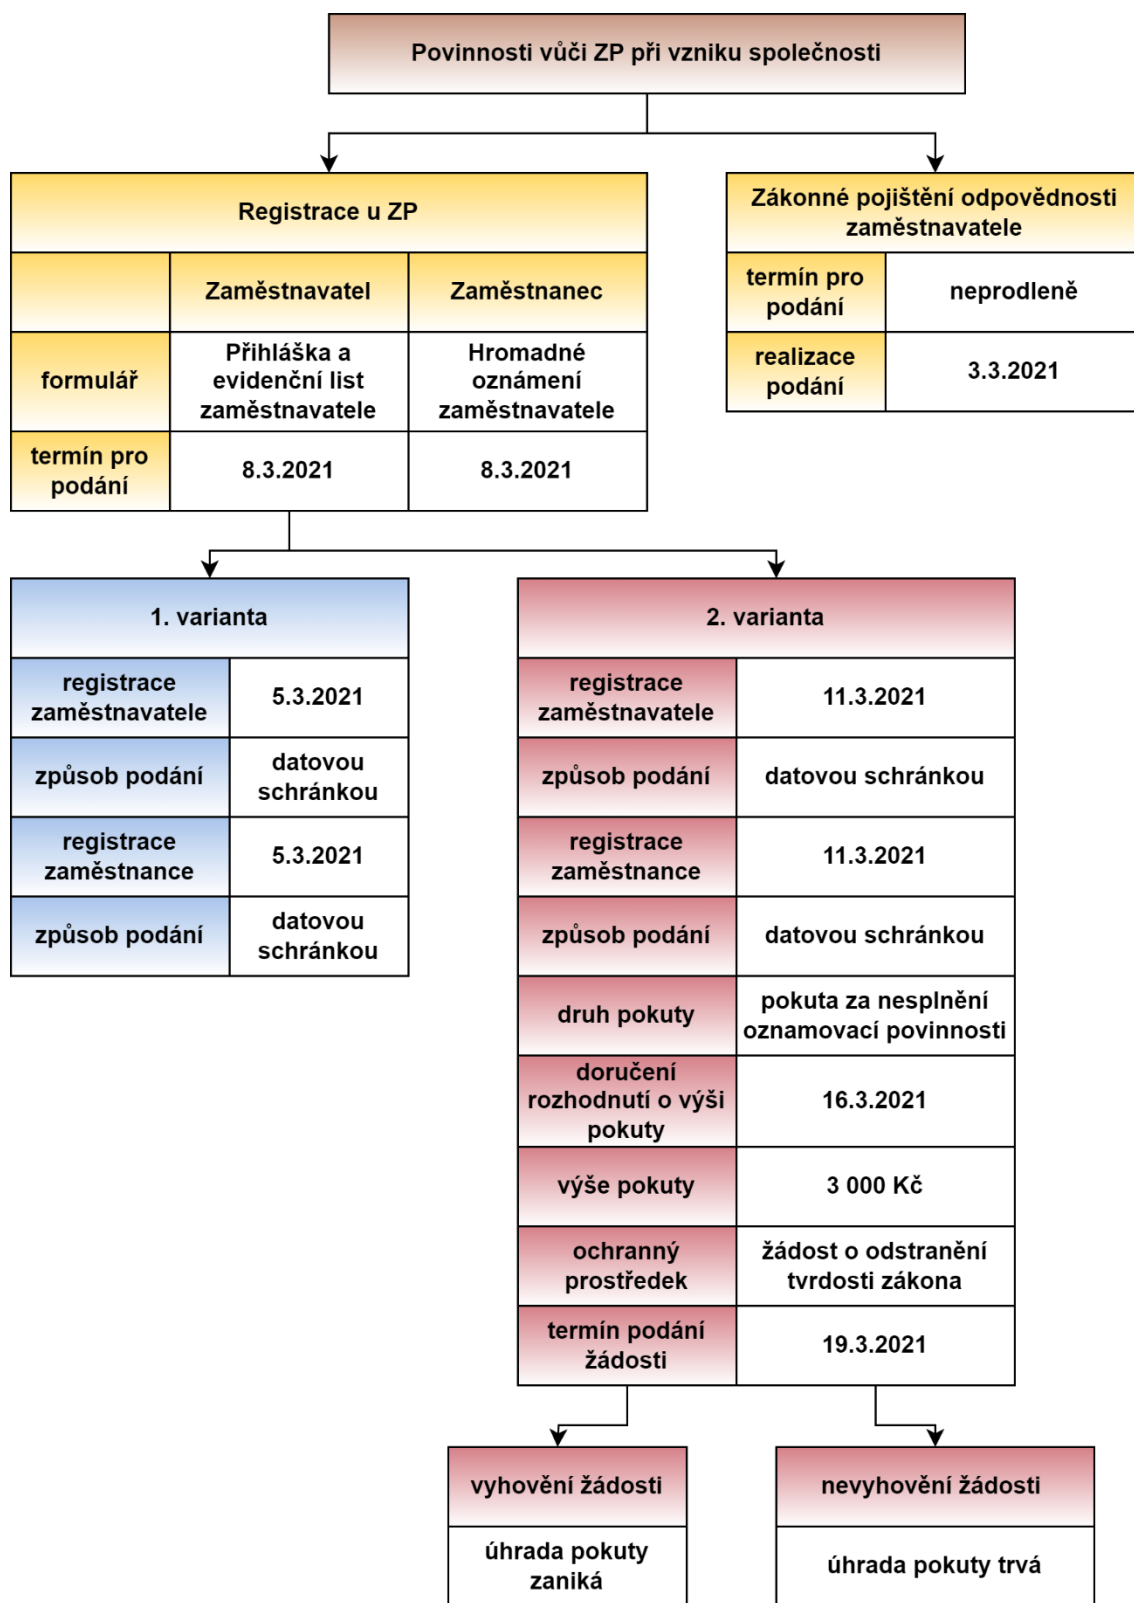 Povinnosti vůči ZP při vzniku společnosti
Registrace u ZP
Zaměstnavatel
Zaměstnanec
formulář
Přihláška a
evidenční list
zaměstnavatele
Hromadné
oznámení
zaměstnavatele
termín pro
podání
8.3.2021
8.3.2021
Zákonné pojištění odpovědnosti
zaměstnavatele
termín pro
podání
neprodleně
realizace
podání
3.3.2021
1. varianta
registrace
zaměstnavatele
5.3.2021
způsob podání
datovou
schránkou
registrace
zaměstnance
5.3.2021
způsob podání
datovou
schránkou
2. varianta
registrace
zaměstnavatele
11.3.2021
způsob podání
datovou schránkou
registrace
zaměstnance
11.3.2021
způsob podání
datovou schránkou
druh pokuty
pokuta za nesplnění
oznamovací povinnosti
doručení
rozhodnutí o výši
pokuty
16.3.2021
výše pokuty
3 000 Kč
ochranný
prostředek
žádost o odstranění
tvrdosti zákona
termín podání
žádosti
19.3.2021
vyhovění žádosti
úhrada pokuty
zaniká
nevyhovění žádosti
úhrada pokuty trvá